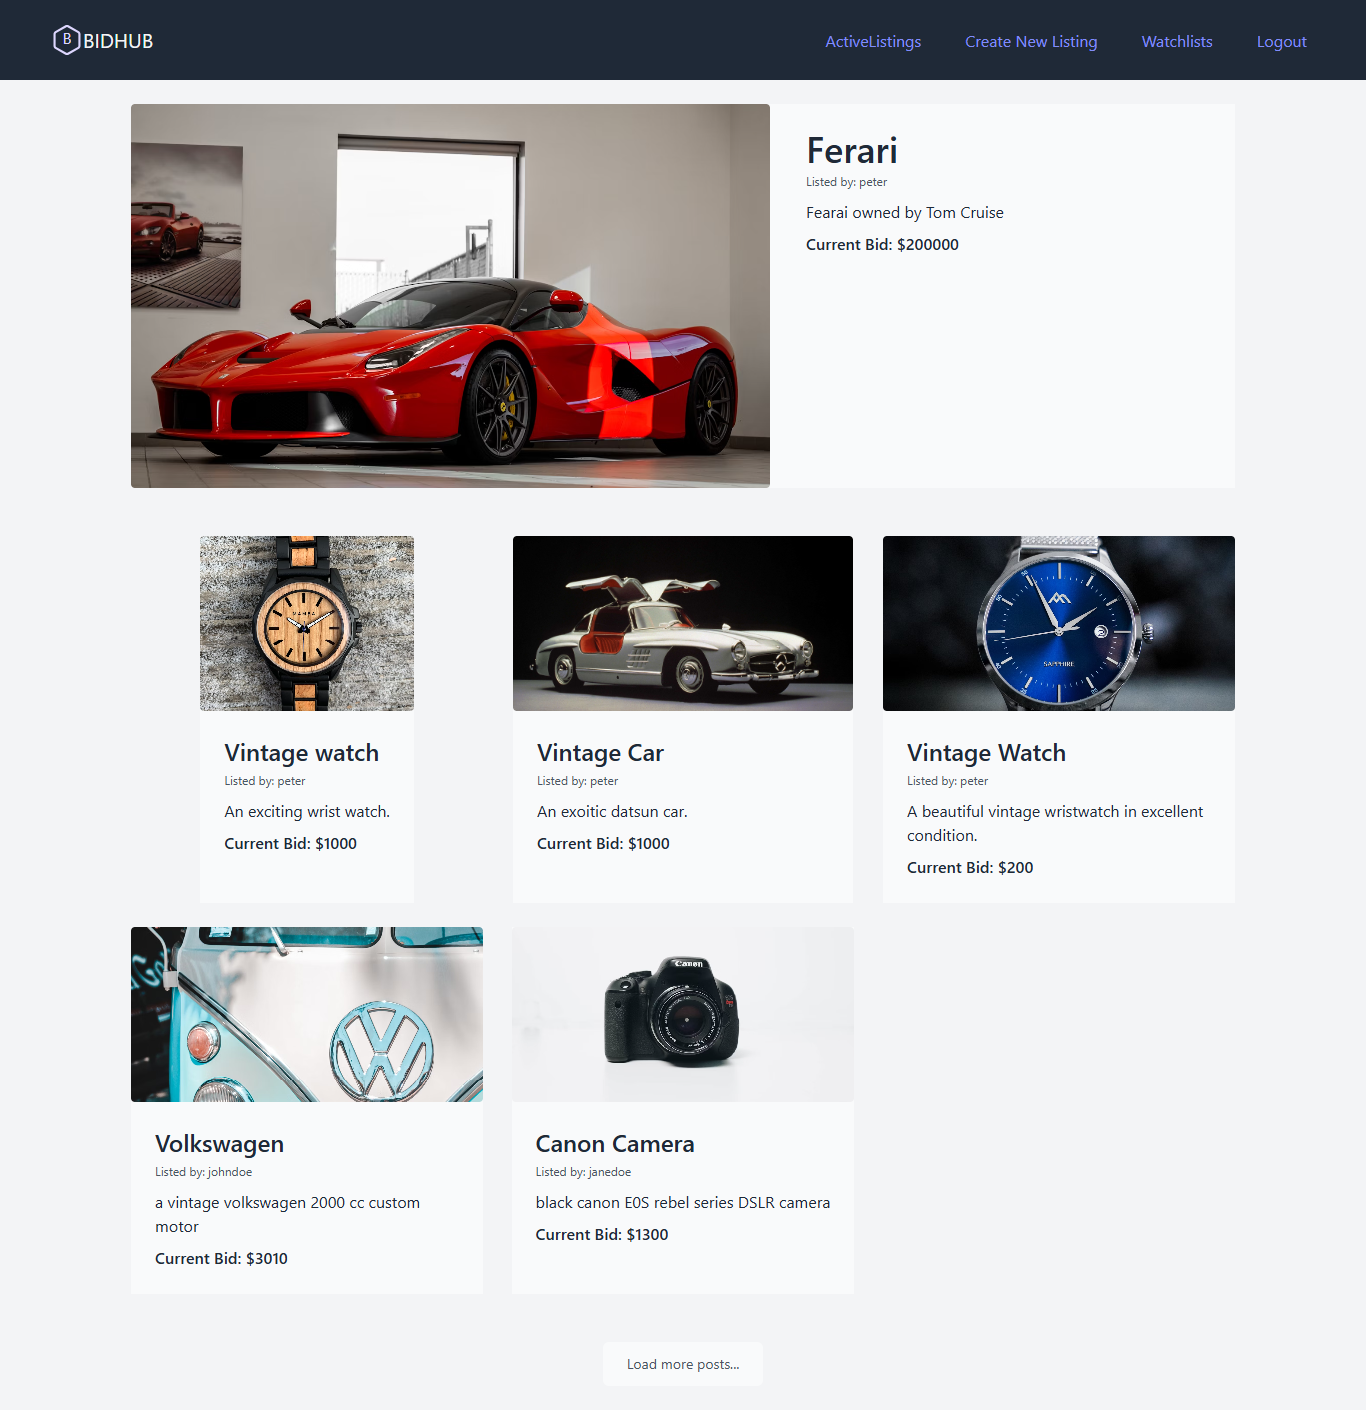 B BIDHUB
ActiveListings Create New Listing Watchlists Logout
Ferari
Listed by: peter
Fearai owned by Tom Cruise
Current Bid: $200000
SAPPHIRE
Vintage watch
Listed by: peter
An exciting wrist watch.
Current Bid: $1000
Vintage Car
Listed by: peter
An exoitic datsun car.
Current Bid: $1000
Vintage Watch
Listed by: peter
A beautiful vintage wristwatch in excellent
condition.
Current Bid: $200
Canon
Volkswagen
Listed by: johndoe
a vintage volkswagen 2000 cc custom
motor
Current Bid: $3010
Canon Camera
Listed by: janedoe
black canon E0S rebel series DSLR camera
Current Bid: $1300
Load more posts...